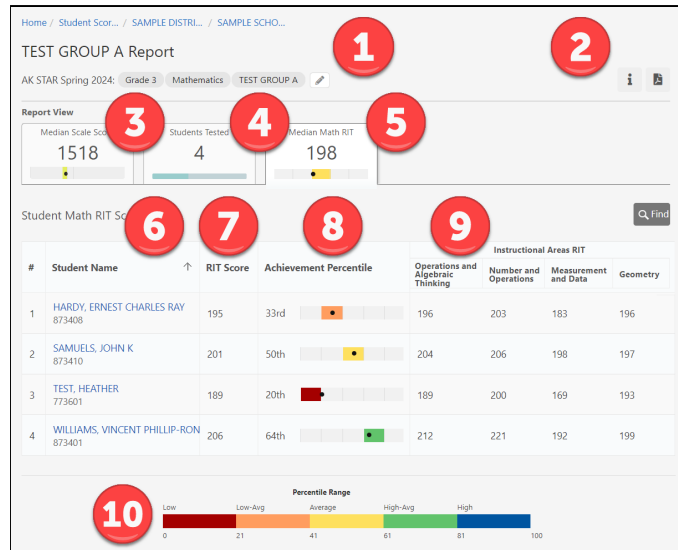 Home / Student Scor... / SAMPLE DISTRI... / SAMPLE SCHO...
1
2
TEST GROUP A Report
AK STAR Spring 2024: Grade 3 Mathematics TEST GROUP A
i
Report View
3
4
5
Median Scale Sco
Students Tested
Median Math RIT
1518
4
198
6
7
8
9
Student Math RIT Sc
Find
Instructional Areas RIT
# Student Name ↑ RIT Score Achievement Percentile Operations and Algebraic Thinking Number and Operations Measurement and Data Geometry
1 HARDY, ERNEST CHARLES RAY 195 33rd 196 203 183 196
873408
2 SAMUELS, JOHN K 201 50th 204 206 198 197
873410
3 TEST, HEATHER 189 20th 189 200 169 193
773601
4 WILLIAMS, VINCENT PHILLIP-RON 206 64th 212 221 192 199
873401
10
Percentile Range
Low Low-Avg Average High-Avg High
0 21 41 61 81 100